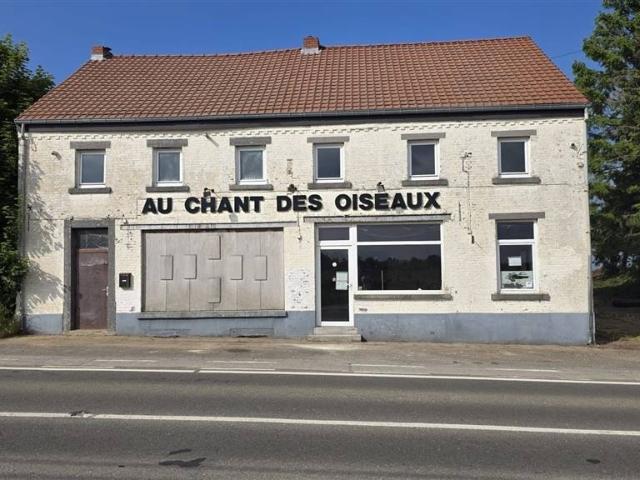 AU CHANT DES OISEAUX